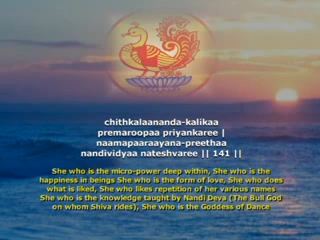 chithkalaananda-kalikaa
premaroopaa priyankaree |
naamapaaraayana-preethaa
nandividyaa nateshvaree || 141 ||
She who is the micro-power deep within, She who is the
happiness in beings She who is the form of love, She who does
what is liked, She who likes repetition of her various names
She who is the knowledge taught by Nandi Deva (The Bull God
on whom Shiva rides), She who is the Goddess of Dance